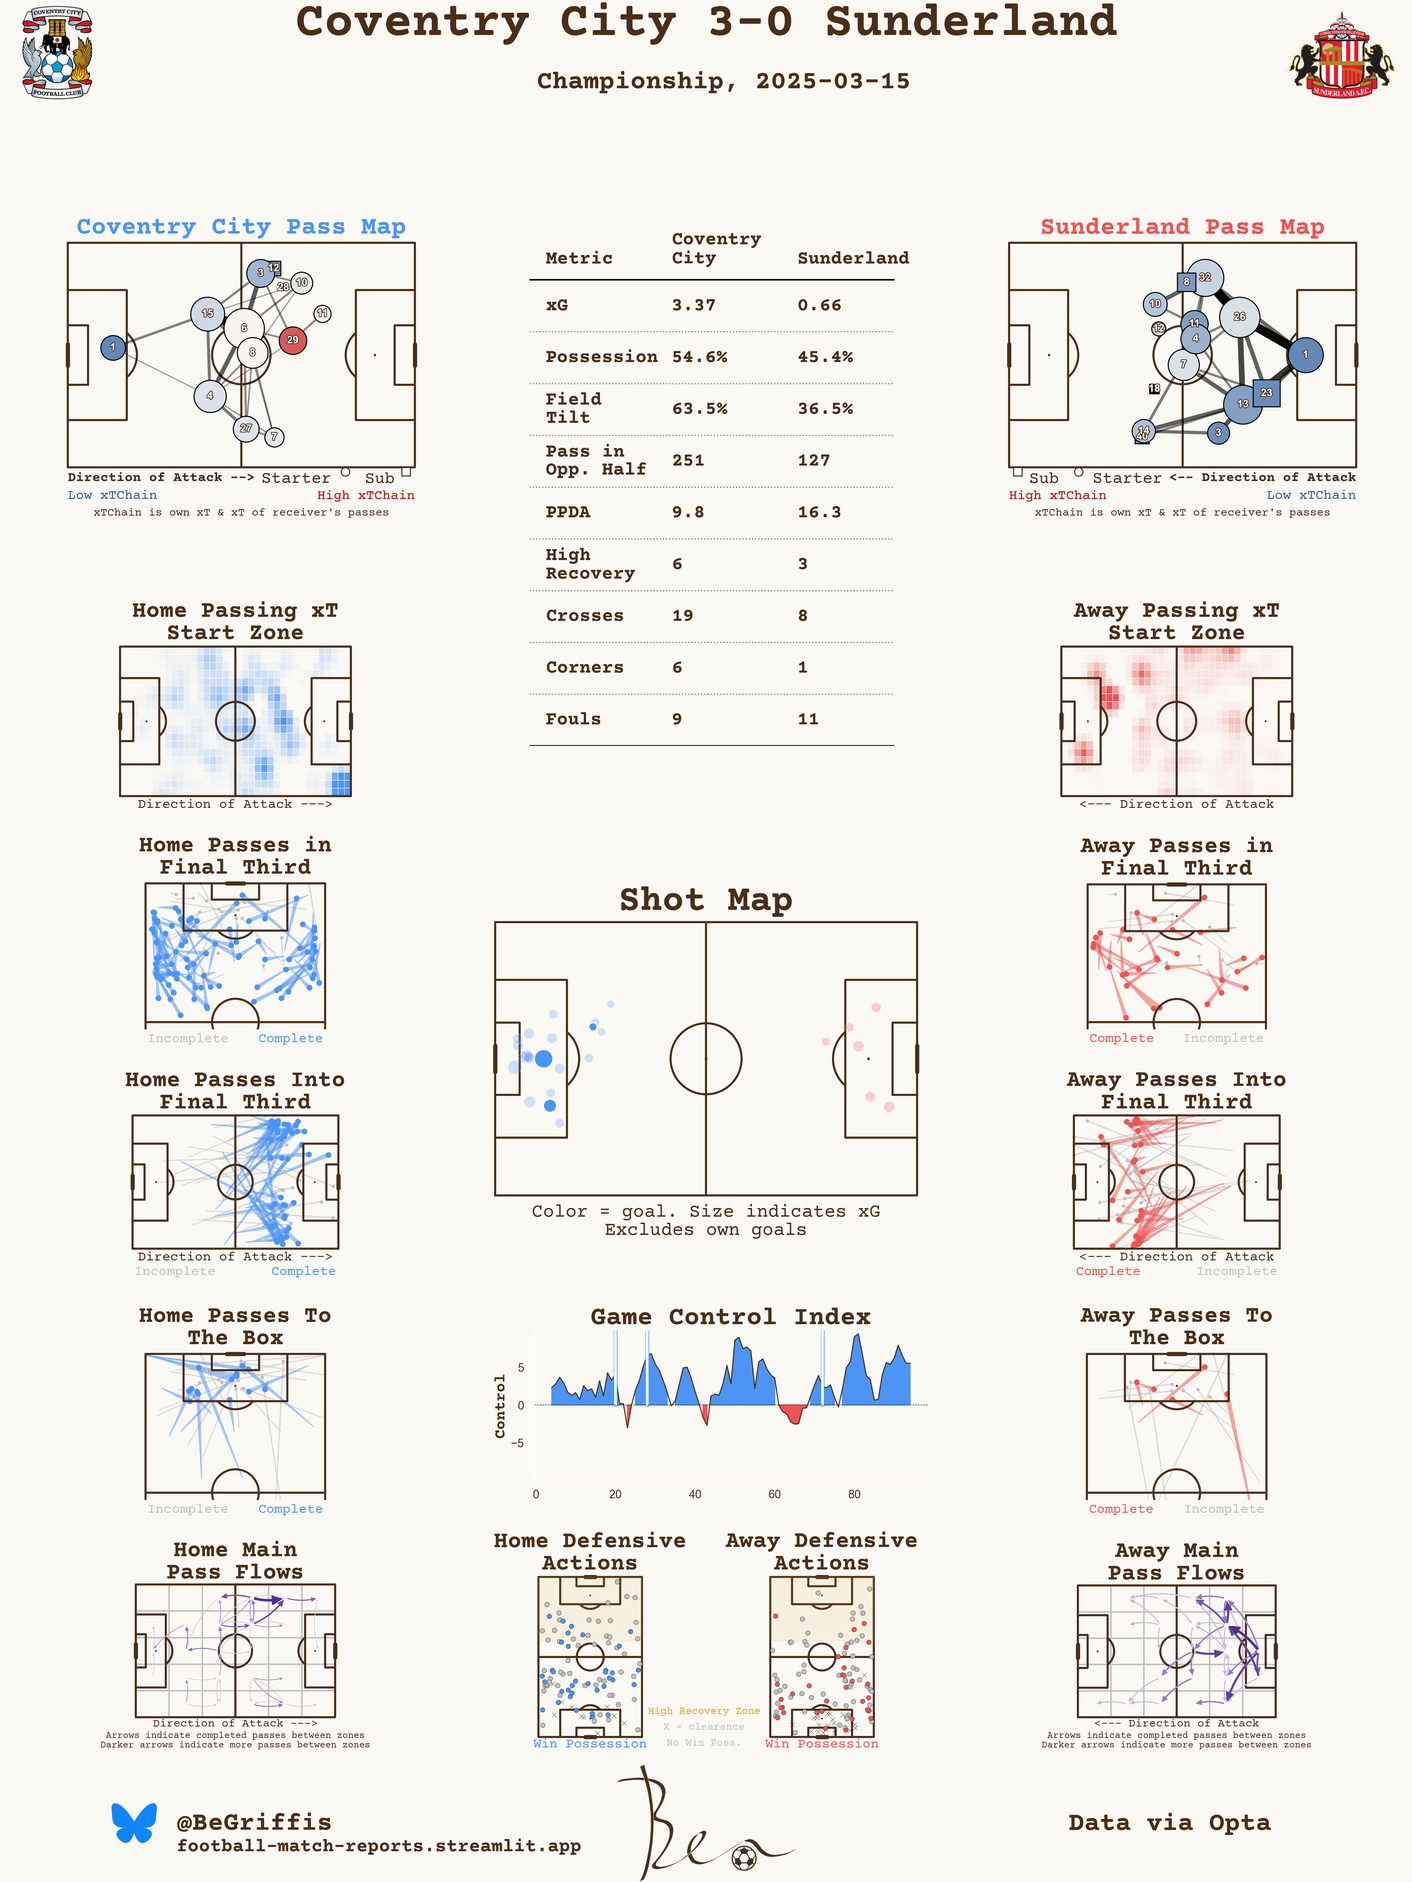 Coventry City 3-0 Sunderland
Championship, 2025-03-15
COVENTRY CITY
FOOTBALL CLUB
SUNDERLAND A.F.C.
Coventry City Pass Map
1
15
4
3
12
28
10
11
6
8
29
27
7
Direction of Attack --> Starter Sub
Low xTChain High xTChain
xTChain is own xT & xT of receiver's passes
Metric Coventry City Sunderland
xG 3.37 0.66
Possession 54.6% 45.4%
Field Tilt 63.5% 36.5%
Pass in Opp. Half 251 127
PPDA 9.8 16.3
High Recovery 6 3
Crosses 19 8
Corners 6 1
Fouls 9 11
Sunderland Pass Map
32
8
10
12
11
4
26
1
7
18
23
13
14
40
3
Sub Starter <-- Direction of Attack
High xTChain Low xTChain
xTChain is own xT & xT of receiver's passes
Home Passing xT
Start Zone
Direction of Attack --->
Away Passing xT
Start Zone
<--- Direction of Attack
Home Passes in
Final Third
Incomplete Complete
Away Passes in
Final Third
Complete Incomplete
Shot Map
Color = goal. Size indicates xG
Excludes own goals
Home Passes Into
Final Third
Direction of Attack --->
Incomplete Complete
Away Passes Into
Final Third
<--- Direction of Attack
Complete Incomplete
Home Passes To
The Box
Incomplete Complete
Game Control Index
Control
5
0
−5
0 20 40 60 80
Away Passes To
The Box
Complete Incomplete
Home Main
Pass Flows
Direction of Attack --->
Arrows indicate completed passes between zones
Darker arrows indicate more passes between zones
Home Defensive
Actions
Win Possession
High Recovery Zone
X = clearance
No Win Poss.
Away Defensive
Actions
Win Possession
Away Main
Pass Flows
<--- Direction of Attack
Arrows indicate completed passes between zones
Darker arrows indicate more passes between zones
@BeGriffis
football-match-reports.streamlit.app
Ben
Data via Opta